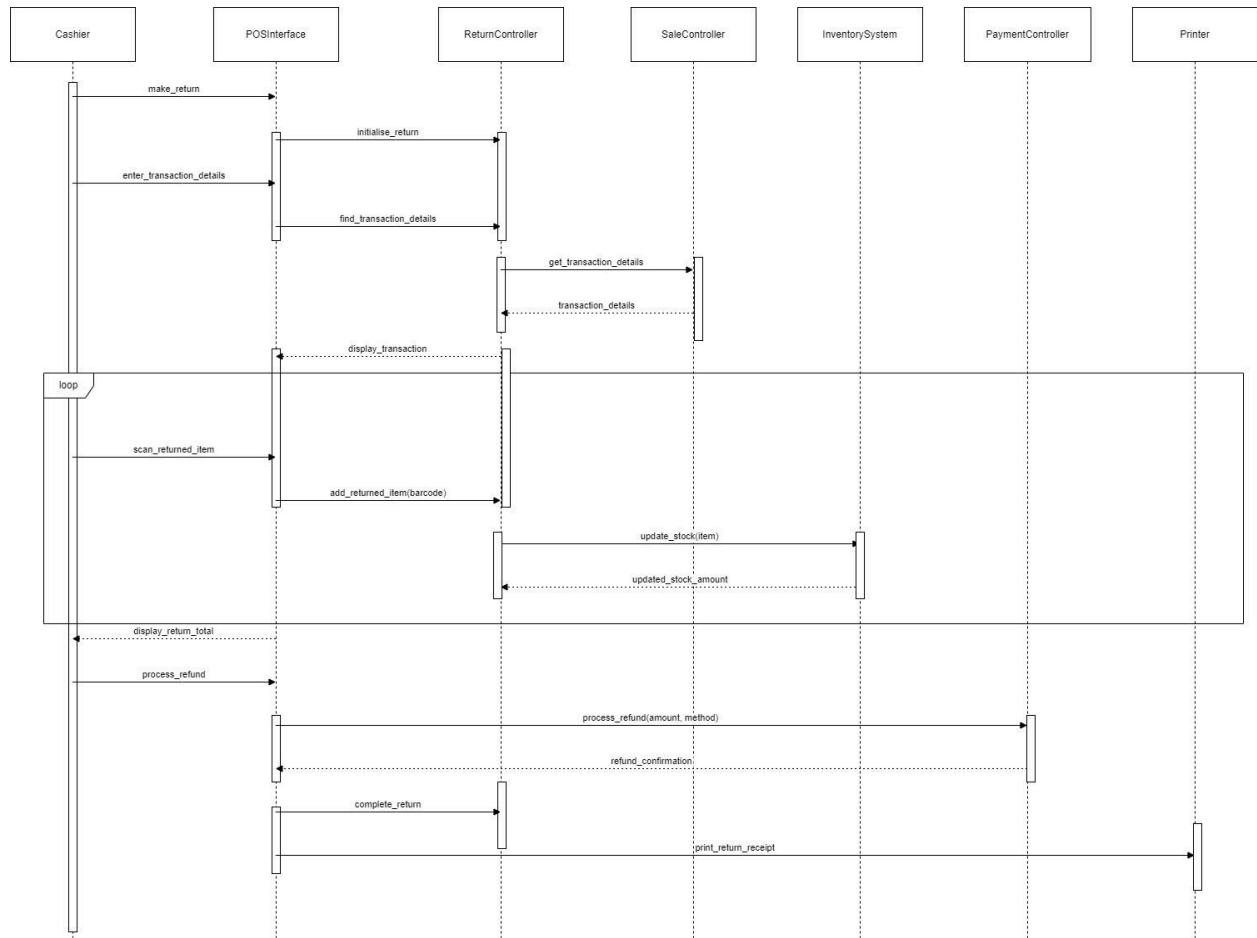 Cashier
POSInterface
ReturnController
SaleController
InventorySystem
PaymentController
Printer
make_return
initialise_return
enter_transaction_details
find_transaction_details
get_transaction_details
transaction_details
display_transaction
loop
scan_returned_item
add_returned_item(barcode)
update_stock(item)
updated_stock_amount
display_return_total
process_refund
process_refund(amount, method)
refund_confirmation
complete_return
print_return_receipt